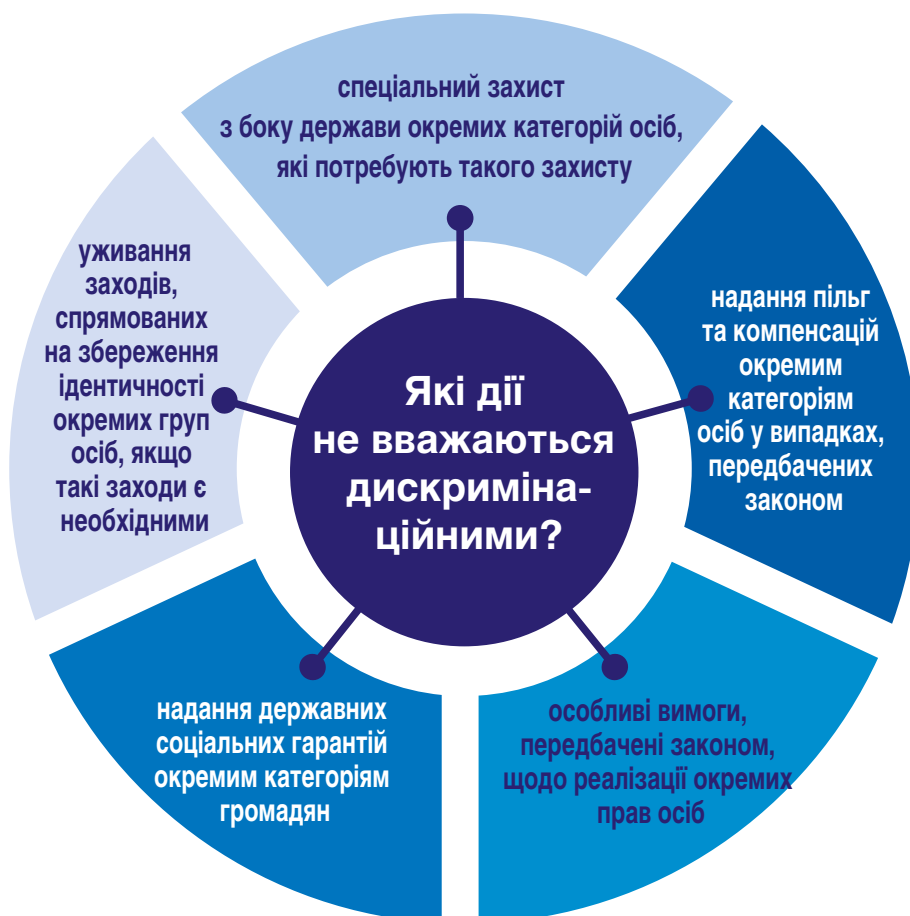 спеціальний захист
з боку держави окремих категорій осіб,
які потребують такого захисту
уживання
заходів,
спрямованих
на збереження
ідентичності
окремих груп
осіб, якщо
такі заходи є
необхідними
надання пільг
та компенсацій
окремим
категоріям
осіб у випадках,
передбачених
законом
Які дії
не вважаються
дискриміна-
ційними?
надання державних
соціальних гарантій
окремим категоріям
громадян
особливі вимоги,
передбачені законом,
щодо реалізації окремих
прав осіб